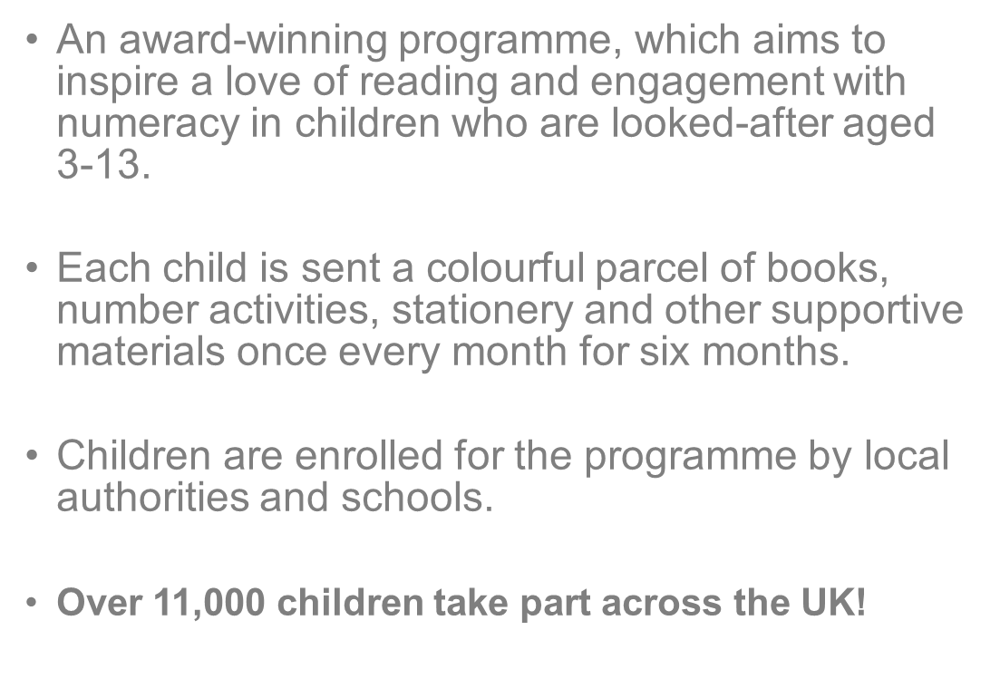 • An award-winning programme, which aims to
inspire a love of reading and engagement with
numeracy in children who are looked-after aged
3-13.
• Each child is sent a colourful parcel of books,
number activities, stationery and other supportive
materials once every month for six months.
• Children are enrolled for the programme by local
authorities and schools.
• Over 11,000 children take part across the UK!